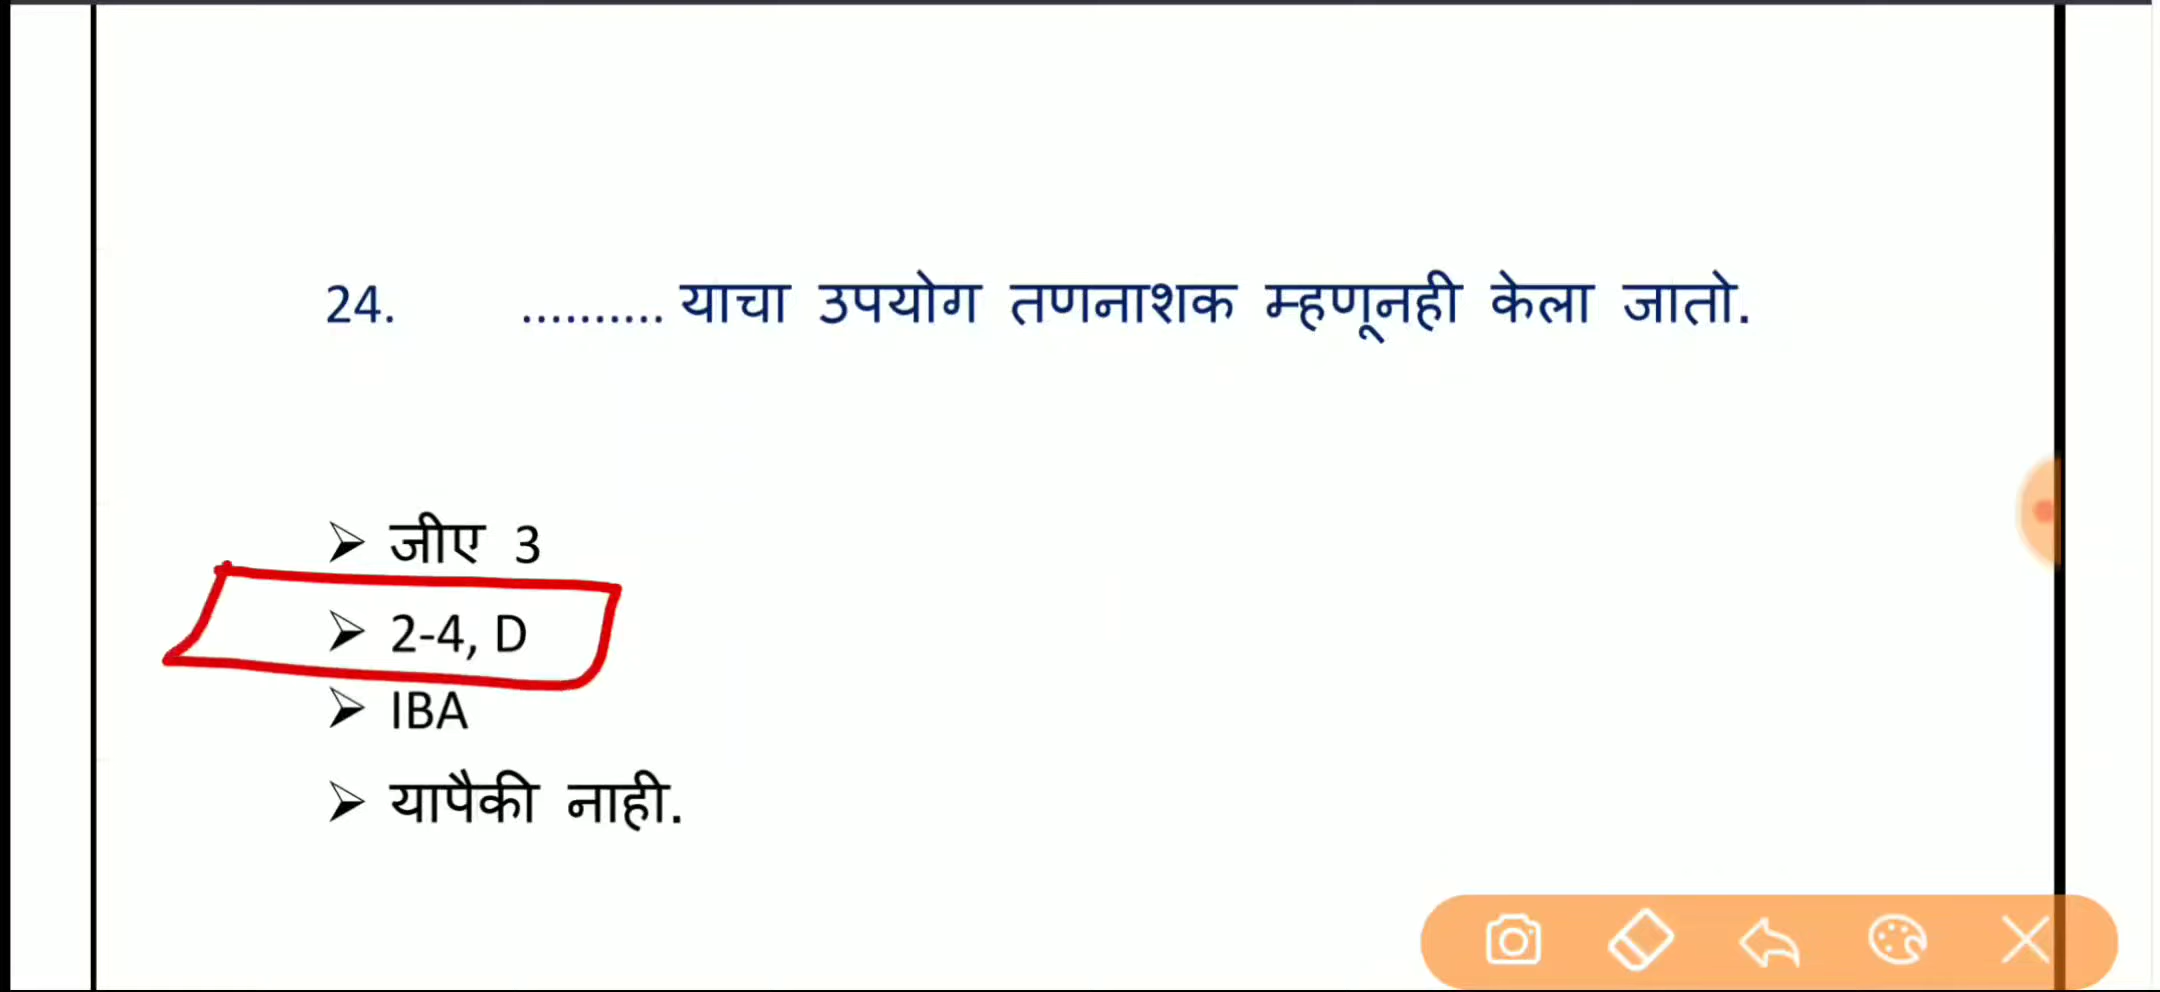 24. .......... याचा उपयोग तणनाशक म्हणूनही केला जातो.
➢ जीए 3
➢ 2-4, D
➢ IBA
➢ यापैकी नाही.